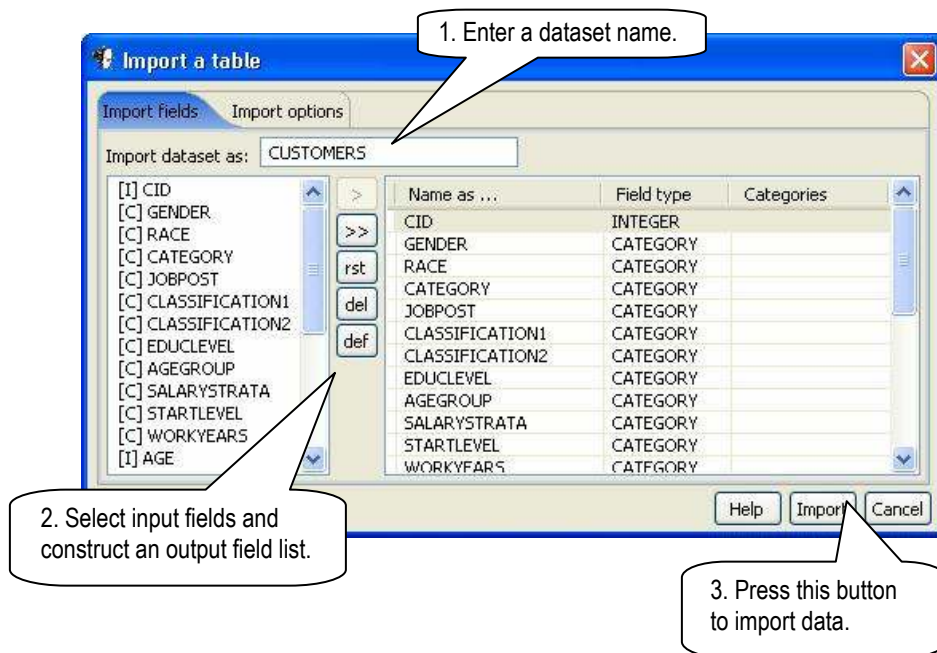 1. Enter a dataset name.
Import a table
Import fields
Import options
Import dataset as:
CUSTOMERS
[I] CID
[C] GENDER
[C] RACE
[C] CATEGORY
[C] JOBPOST
[C] CLASSIFICATION1
[C] CLASSIFICATION2
[C] EDUCLEVEL
[C] AGEGROUP
[C] SALARYSTRATA
[C] STARTLEVEL
[C] WORKYEARS
[I] AGE
>
>>
rst
del
def
Name as ... Field type Categories
CID INTEGER
GENDER CATEGORY
RACE CATEGORY
CATEGORY CATEGORY
JOBPOST CATEGORY
CLASSIFICATION1 CATEGORY
CLASSIFICATION2 CATEGORY
EDUCLEVEL CATEGORY
AGEGROUP CATEGORY
SALARYSTRATA CATEGORY
STARTLEVEL CATEGORY
WORKYEARS CATEGORY
2. Select input fields and
construct an output field list.
Help
Import
Cancel
3. Press this button
to import data.